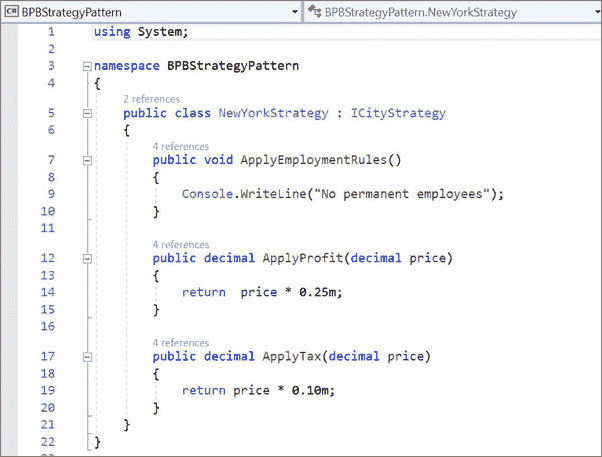 BPBStrategyPattern BPBStrategyPattern.NewYorkStrategy
1 using System;
2
3 namespace BPBStrategyPattern
4 {
2 references
5 public class NewYorkStrategy : ICityStrategy
6 {
4 references
7 public void ApplyEmploymentRules()
8 {
9 Console.WriteLine("No permanent employees");
10 }
11
4 references
12 public decimal ApplyProfit(decimal price)
13 {
14 return  price * 0.25m;
15 }
16
4 references
17 public decimal ApplyTax(decimal price)
18 {
19 return price * 0.10m;
20 }
21 }
22 }